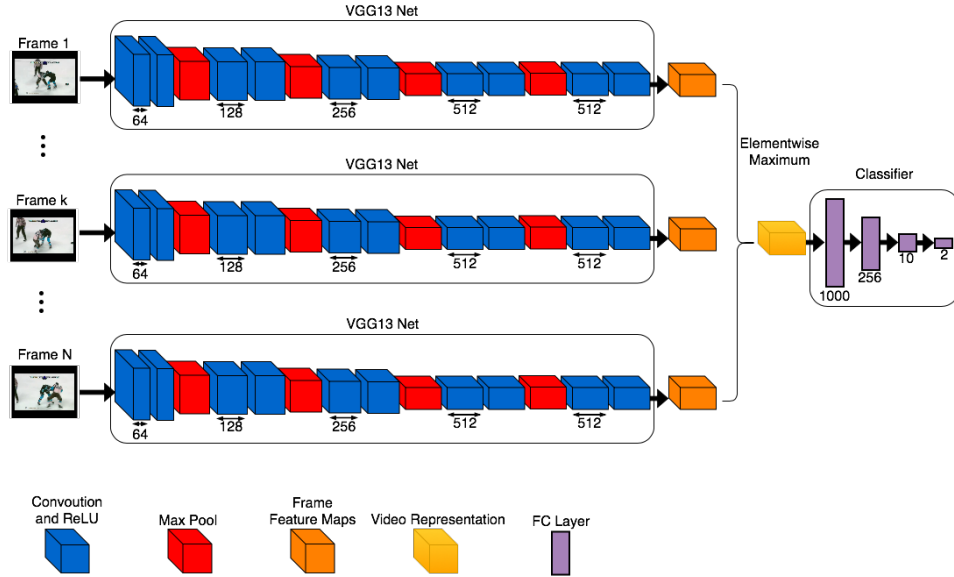 VGG13 Net
Frame 1
64
128
256
512
512
Elementwise
Maximum
VGG13 Net
Frame k
64
128
256
512
512
Classifier
1000
256
10
2
VGG13 Net
Frame N
64
128
256
512
512
Convoution
and ReLU
Max Pool
Frame
Feature Maps
Video Representation
FC Layer